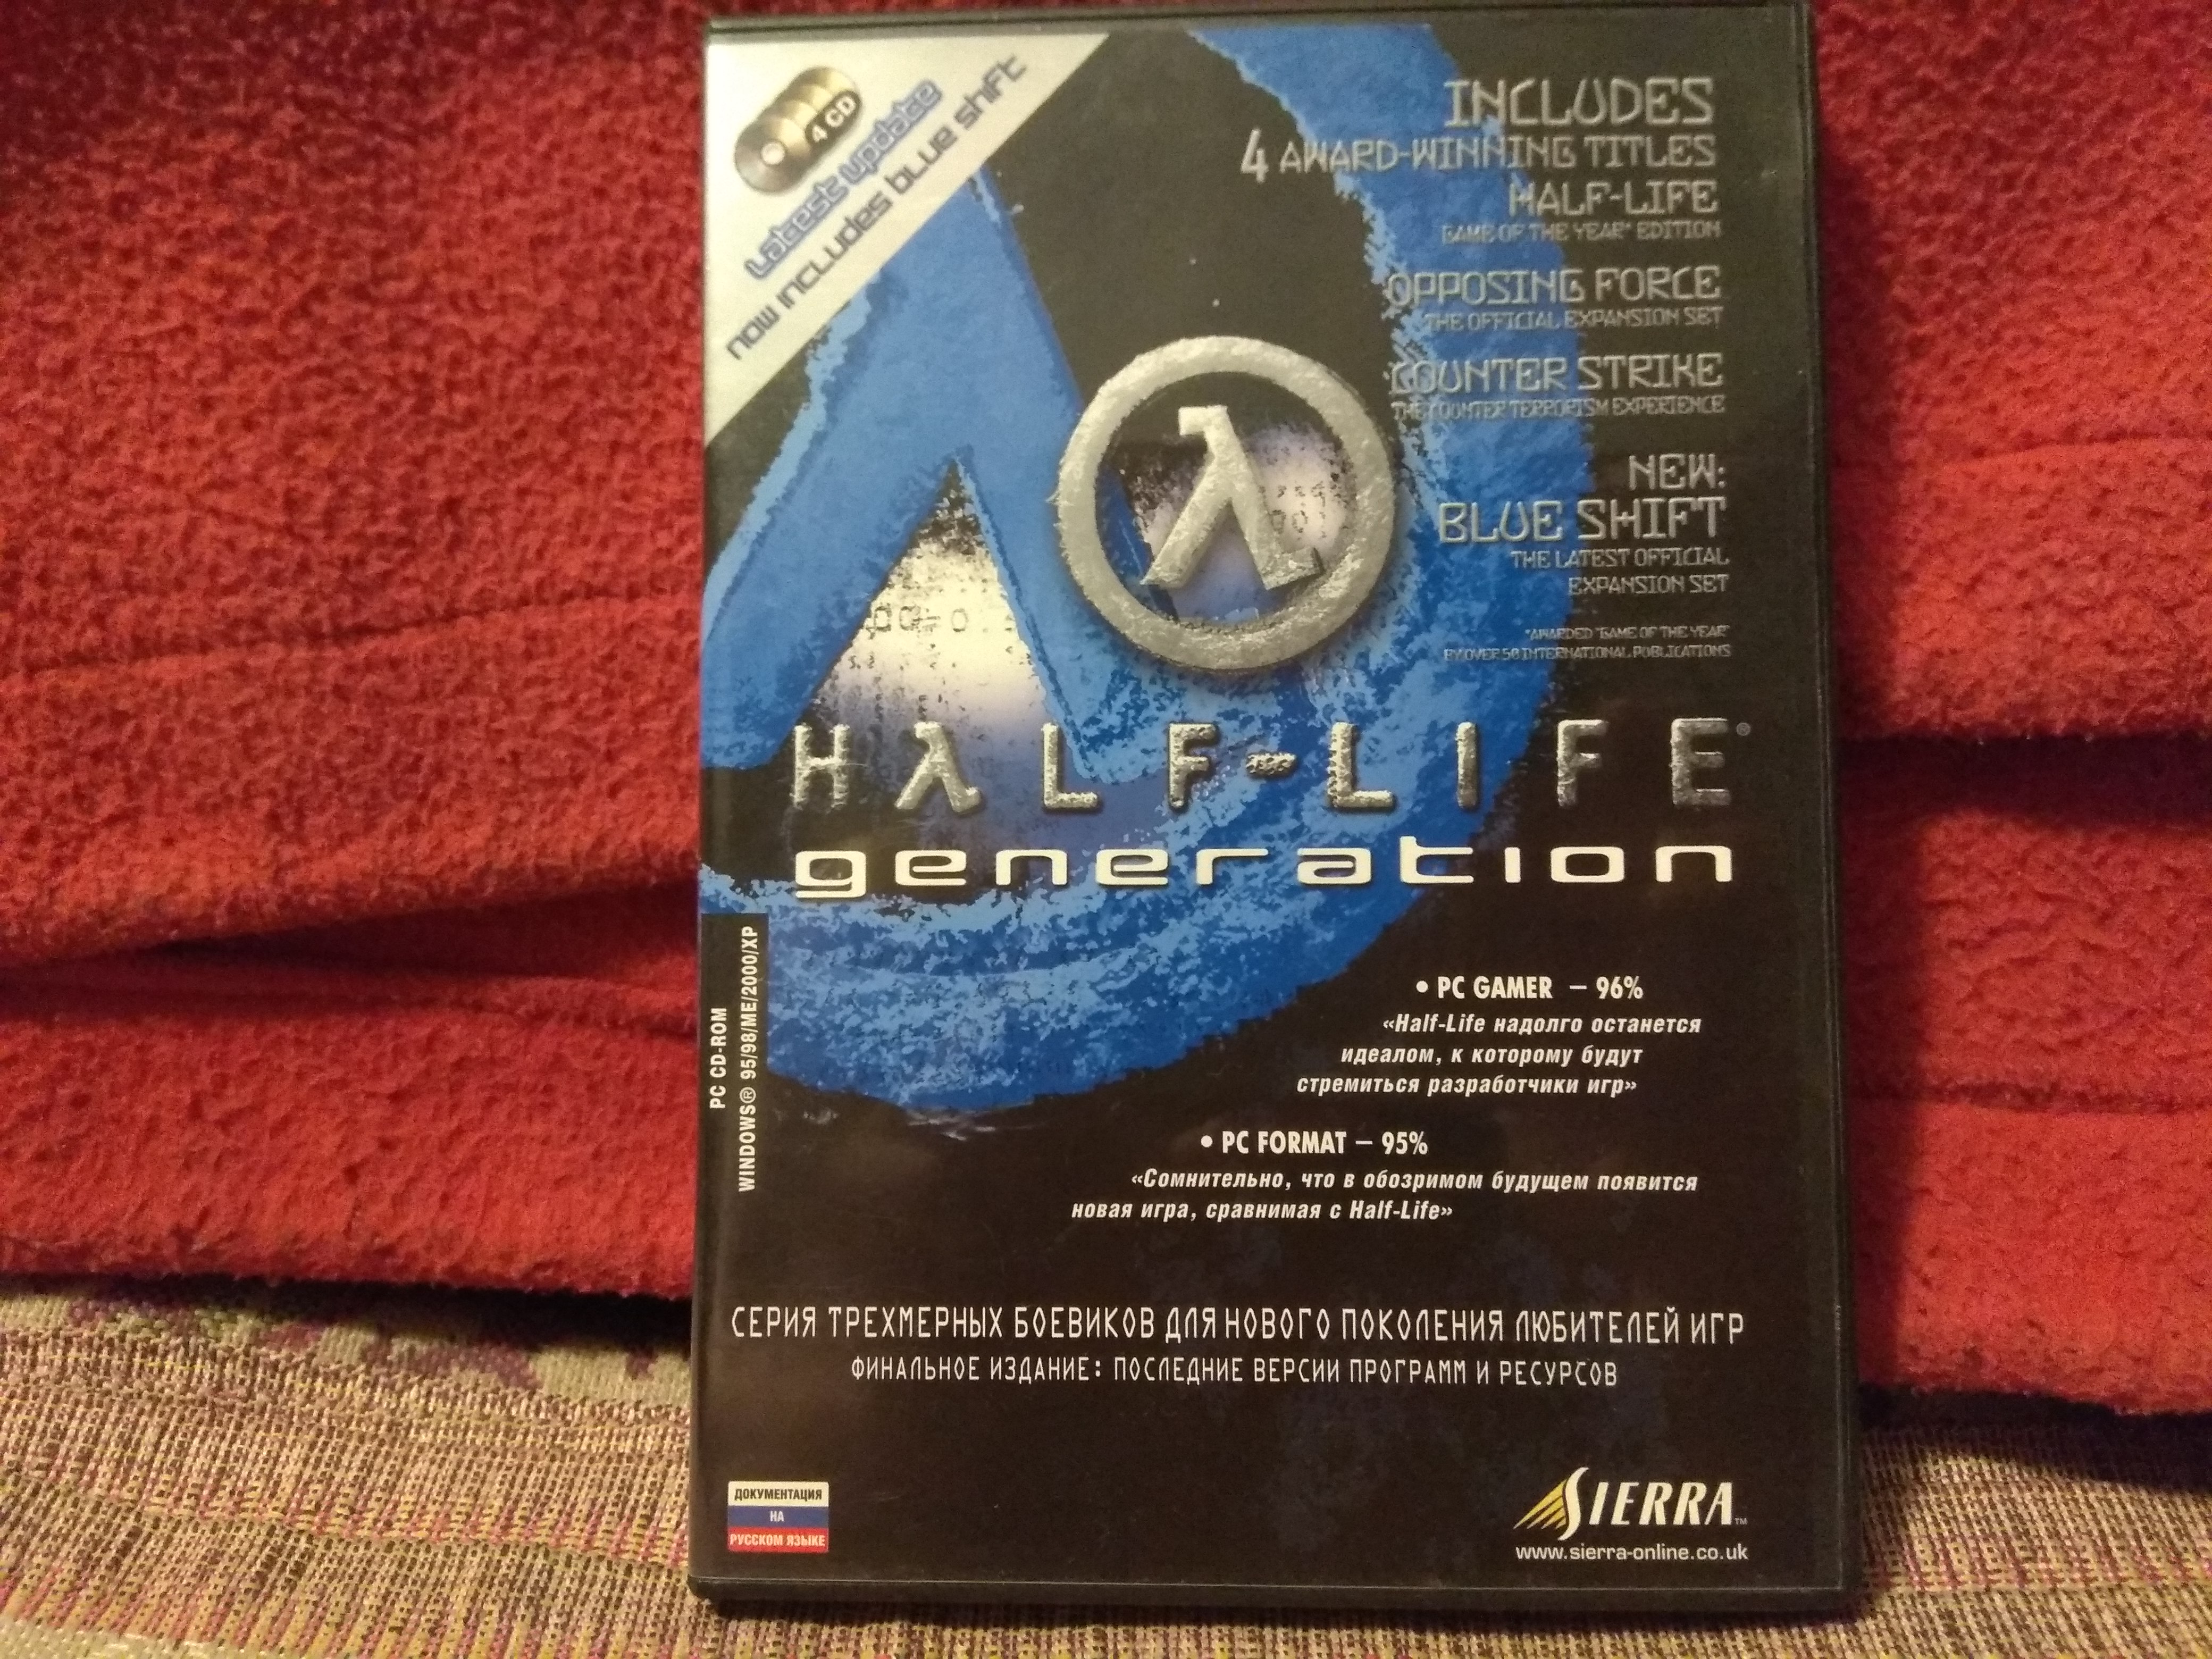 4 CD
Latest update
now includes blue shift
INCLUDES
4 AWARD-WINNING TITLES
HALF-LIFE
GAME OF THE YEAR* EDITION
OPPOSING FORCE
THE OFFICIAL EXPANSION SET
COUNTER STRIKE
THE COUNTER TERRORISM EXPERIENCE
NEW:
BLUE SHIFT
THE LATEST OFFICIAL
EXPANSION SET
*AWARDED "GAME OF THE YEAR"
BY OVER 50 INTERNATIONAL PUBLICATIONS
HλLF-LIFE®
generation
PC CD-ROM
WINDOWS® 95/98/ME/2000/XP
• PC GAMER – 96%
«Half-Life надолго останется
идеалом, к которому будут
стремиться разработчики игр»
• PC FORMAT – 95%
«Сомнительно, что в обозримом будущем появится
новая игра, сравнимая с Half-Life»
СЕРИЯ ТРЕХМЕРНЫХ БОЕВИКОВ ДЛЯ НОВОГО ПОКОЛЕНИЯ ЛЮБИТЕЛЕЙ ИГР
ФИНАЛЬНОЕ ИЗДАНИЕ: ПОСЛЕДНИЕ ВЕРСИИ ПРОГРАММ И РЕСУРСОВ
ДОКУМЕНТАЦИЯ
НА
РУССКОМ ЯЗЫКЕ
SIERRA™
www.sierra-online.co.uk